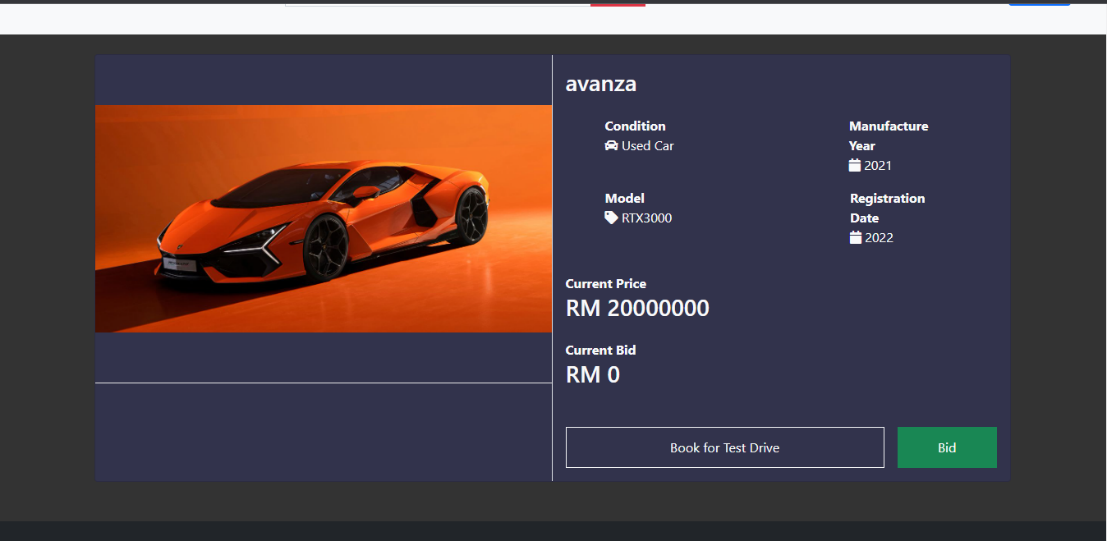 avanza
Condition
Used Car
Manufacture
Year
2021
Model
RTX3000
Registration
Date
2022
Current Price
RM 20000000
Current Bid
RM 0
Book for Test Drive
Bid